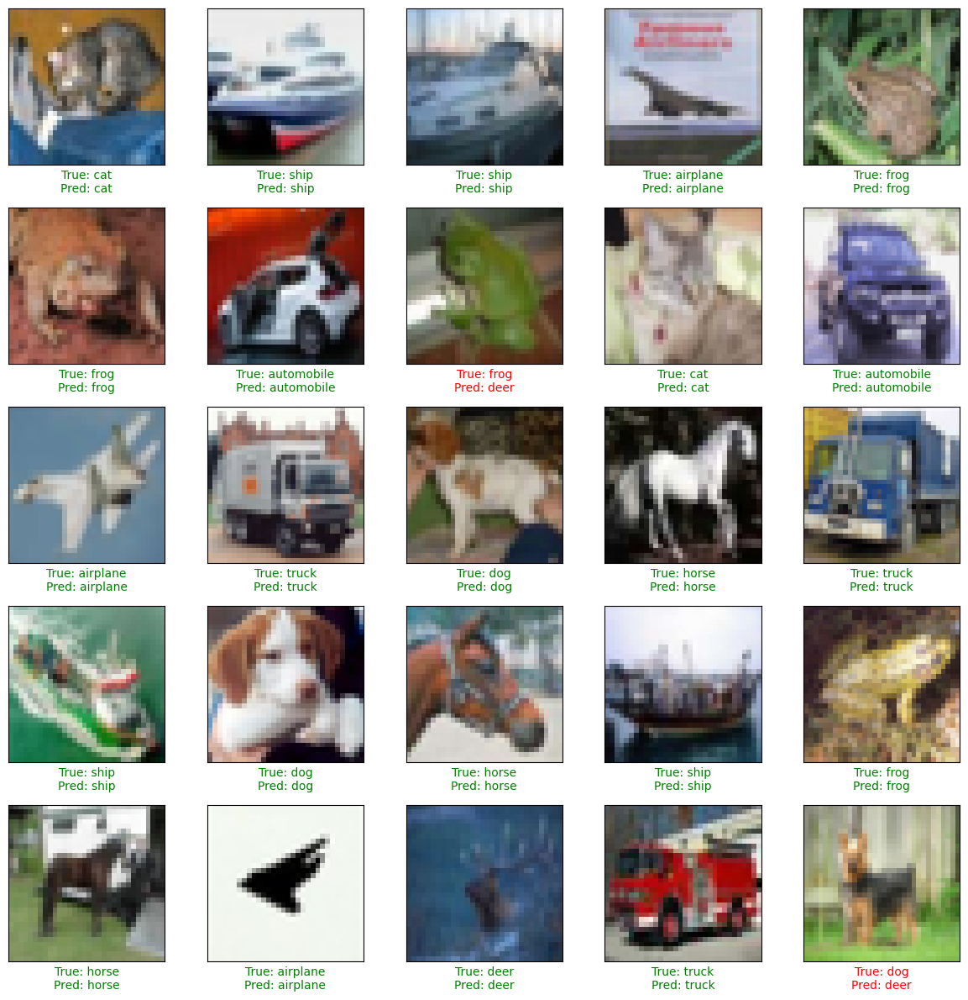 True: cat
Pred: cat
True: ship
Pred: ship
True: ship
Pred: ship
True: airplane
Pred: airplane
True: frog
Pred: frog
True: frog
Pred: frog
True: automobile
Pred: automobile
True: frog
Pred: deer
True: cat
Pred: cat
True: automobile
Pred: automobile
True: airplane
Pred: airplane
True: truck
Pred: truck
True: dog
Pred: dog
True: horse
Pred: horse
True: truck
Pred: truck
True: ship
Pred: ship
True: dog
Pred: dog
True: horse
Pred: horse
True: ship
Pred: ship
True: frog
Pred: frog
True: horse
Pred: horse
True: airplane
Pred: airplane
True: deer
Pred: deer
True: truck
Pred: truck
True: dog
Pred: deer